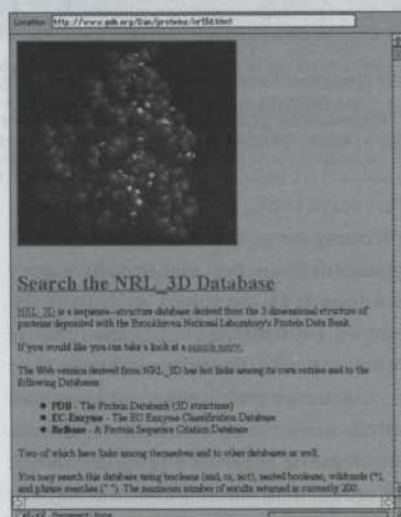 Location: http://www.gdb.org/Dan/proteins/nrl3d.html
Search the NRL_3D Database
NRL_3D is a sequence-structure database derived from the 3 dimensional structure of
proteins deposited with the Brookhaven National Laboratory's Protein Data Bank.
If you would like you can take a look at a sample entry.
The Web version derived from NRL_3D has hot links among its own entries and to the
following Databases:
PDB - The Protein Databank (3D structures)
EC-Enzyme - The EC Enzyme Classification Database
- A Protein Sequence Citation Database
Two of which have links among themselves and to other databases as well.
You may search this database using booleans (and, or, not), nested booleans, wildcards (*),
and phrase searches (" "). The maximum number of results returned is currently 200.
Document: Done.